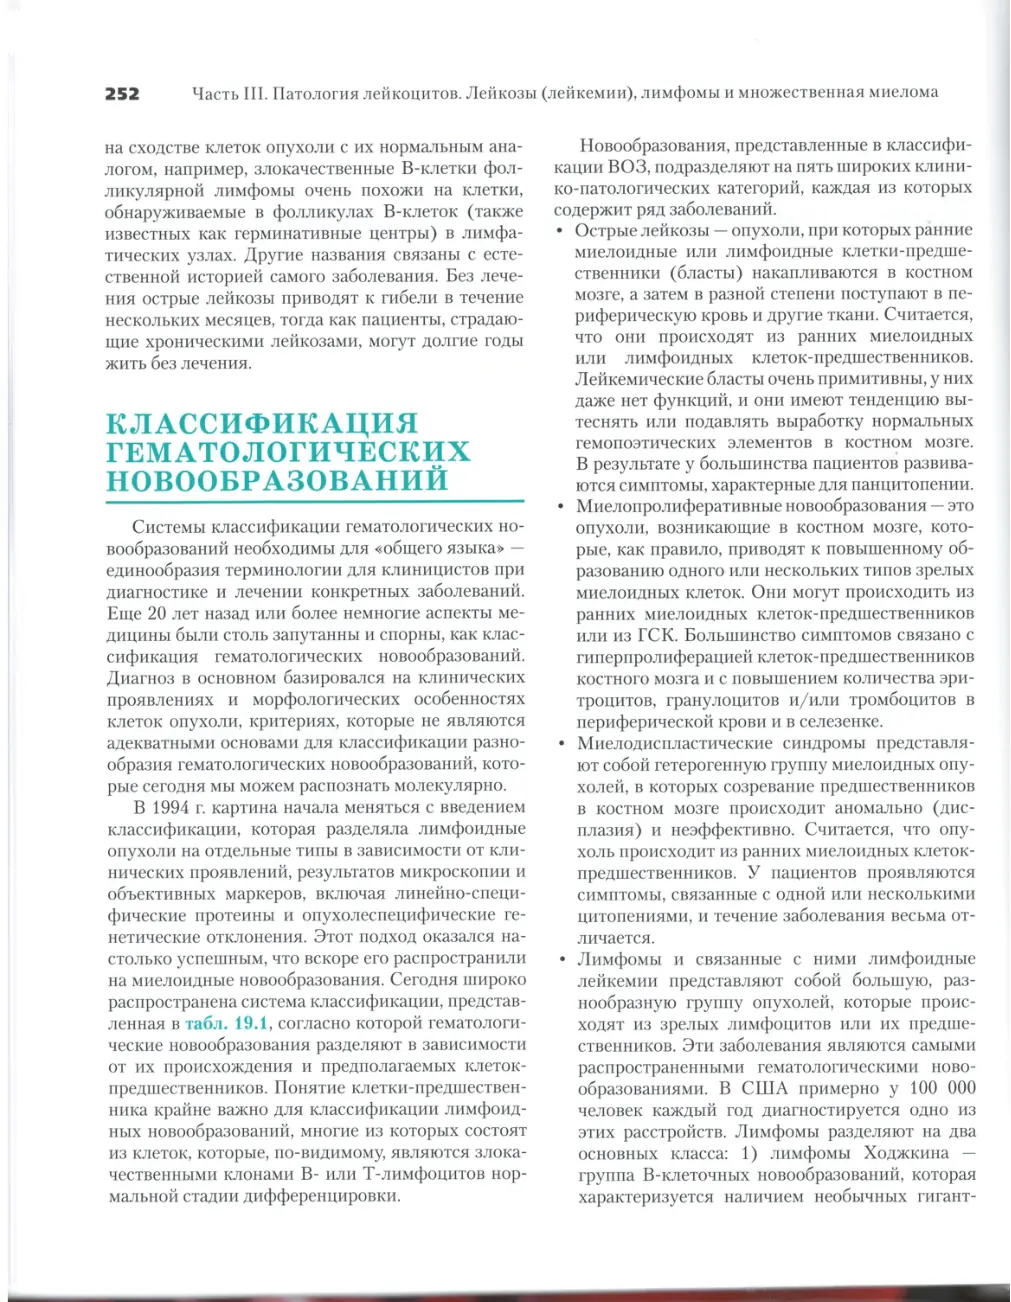 252 Часть III. Патология лейкоцитов. Лейкозы (лейкемии), лимфомы и множественная миелома
на сходстве клеток опухоли с их нормальным ана-
логом, например, злокачественные В-клетки фол-
ликулярной лимфомы очень похожи на клетки,
обнаруживаемые в фолликулах В-клеток (также
известных как герминативные центры) в лимфа-
тических узлах. Другие названия связаны с есте-
ственной историей самого заболевания. Без лече-
ния острые лейкозы приводят к гибели в течение
нескольких месяцев, тогда как пациенты, страдаю-
щие хроническими лейкозами, могут долгие годы
жить без лечения.
КЛАССИФИКАЦИЯ
ГЕМАТОЛОГИЧЕСКИХ
НОВООБРАЗОВАНИЙ
Системы классификации гематологических но-
вообразований необходимы для «общего языка» —
единообразия терминологии для клиницистов при
диагностике и лечении конкретных заболеваний.
Еще 20 лет назад или более немногие аспекты ме-
дицины были столь запутанны и спорны, как клас-
сификация гематологических новообразований.
Диагноз в основном базировался на клинических
проявлениях и морфологических особенностях
клеток опухоли, критериях, которые не являются
адекватными основами для классификации разно-
образия гематологических новообразований, кото-
рые сегодня мы можем распознать молекулярно.
В 1994 г. картина начала меняться с введением
классификации, которая разделяла лимфоидные
опухоли на отдельные типы в зависимости от кли-
нических проявлений, результатов микроскопии и
объективных маркеров, включая линейно-специ-
фические протеины и опухолеспецифические ге-
нетические отклонения. Этот подход оказался на-
столько успешным, что вскоре его распространили
на миелоидные новообразования. Сегодня широко
распространена система классификации, представ-
ленная в табл. 19.1, согласно которой гематологи-
ческие новообразования разделяют в зависимости
от их происхождения и предполагаемых клеток-
предшественников. Понятие клетки-предшествен-
ника крайне важно для классификации лимфоид-
ных новообразований, многие из которых состоят
из клеток, которые, по-видимому, являются злока-
чественными клонами В- или Т-лимфоцитов нор-
мальной стадии дифференцировки.
Новообразования, представленные в классифи-
кации ВОЗ, подразделяют на пять широких клини-
ко-патологических категорий, каждая из которых
содержит ряд заболеваний.
• Острые лейкозы — опухоли, при которых ранние
миелоидные или лимфоидные клетки-предше-
ственники (бласты) накапливаются в костном
мозге, а затем в разной степени поступают в пе-
риферическую кровь и другие ткани. Считается,
что они происходят из ранних миелоидных
или лимфоидных клеток-предшественников.
Лейкемические бласты очень примитивны, у них
даже нет функций, и они имеют тенденцию вы-
теснять или подавлять выработку нормальных
гемопоэтических элементов в костном мозге.
В результате у большинства пациентов развива-
ются симптомы, характерные для панцитопении.
• Миелопролиферативные новообразования — это
опухоли, возникающие в костном мозге, кото-
рые, как правило, приводят к повышенному об-
разованию одного или нескольких типов зрелых
миелоидных клеток. Они могут происходить из
ранних миелоидных клеток-предшественников
или из ГСК. Большинство симптомов связано с
гиперпролиферацией клеток-предшественников
костного мозга и с повышением количества эри-
троцитов, гранулоцитов и/или тромбоцитов в
периферической крови и в селезенке.
• Миелодиспластические синдромы представля-
ют собой гетерогенную группу миелоидных опу-
холей, в которых созревание предшественников
в костном мозге происходит аномально (дис-
плазия) и неэффективно. Считается, что опу-
холь происходит из ранних миелоидных клеток-
предшественников. У пациентов проявляются
симптомы, связанные с одной или несколькими
цитопениями, и течение заболевания весьма от-
личается.
• Лимфомы и связанные с ними лимфоидные
лейкемии представляют собой большую, раз-
нообразную группу опухолей, которые проис-
ходят из зрелых лимфоцитов или их предше-
ственников. Эти заболевания являются самыми
распространенными гематологическими ново-
образованиями. В США примерно у 100 000
человек каждый год диагностируется одно из
этих расстройств. Лимфомы разделяют на два
основных класса: 1) лимфомы Ходжкина —
группа В-клеточных новообразований, которая
характеризуется наличием необычных гигант-